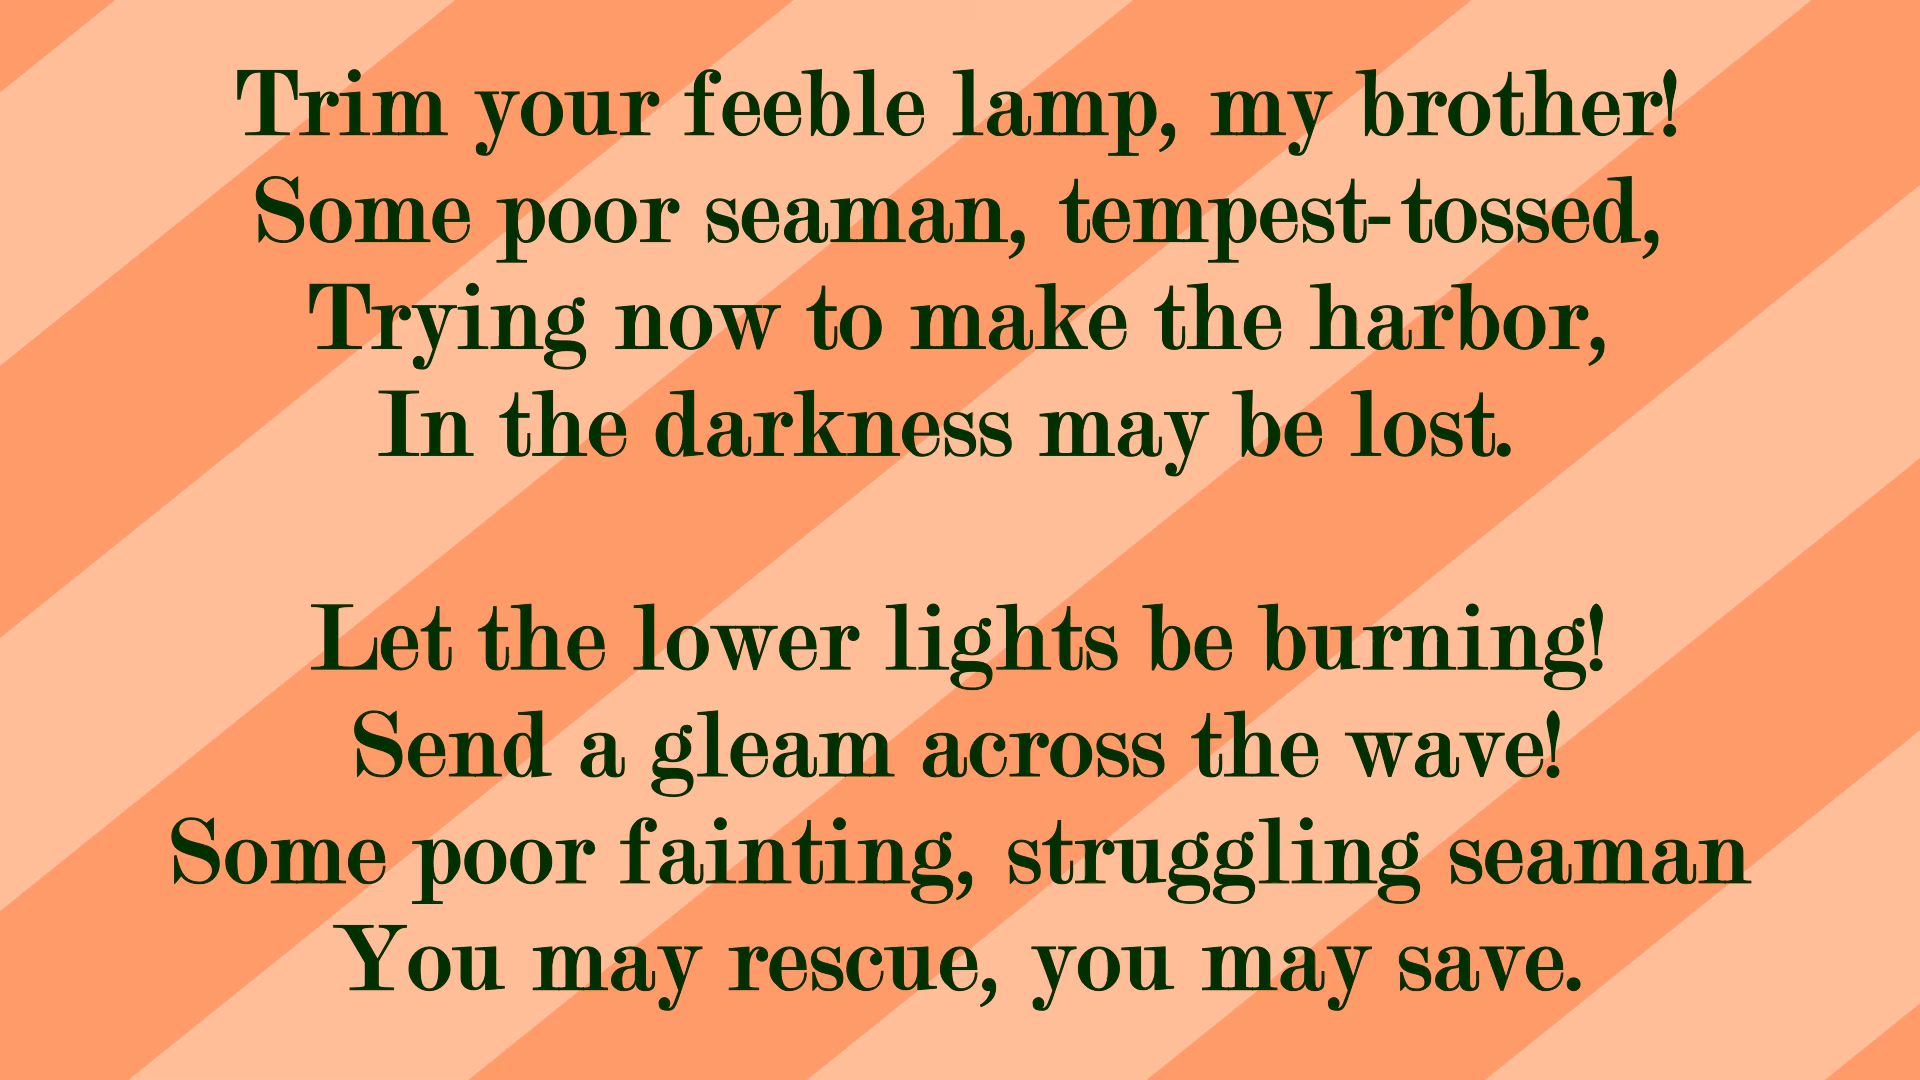 Trim your feeble lamp, my brother!
Some poor seaman, tempest-tossed,
Trying now to make the harbor,
In the darkness may be lost.
Let the lower lights be burning!
Send a gleam across the wave!
Some poor fainting, struggling seaman
You may rescue, you may save.